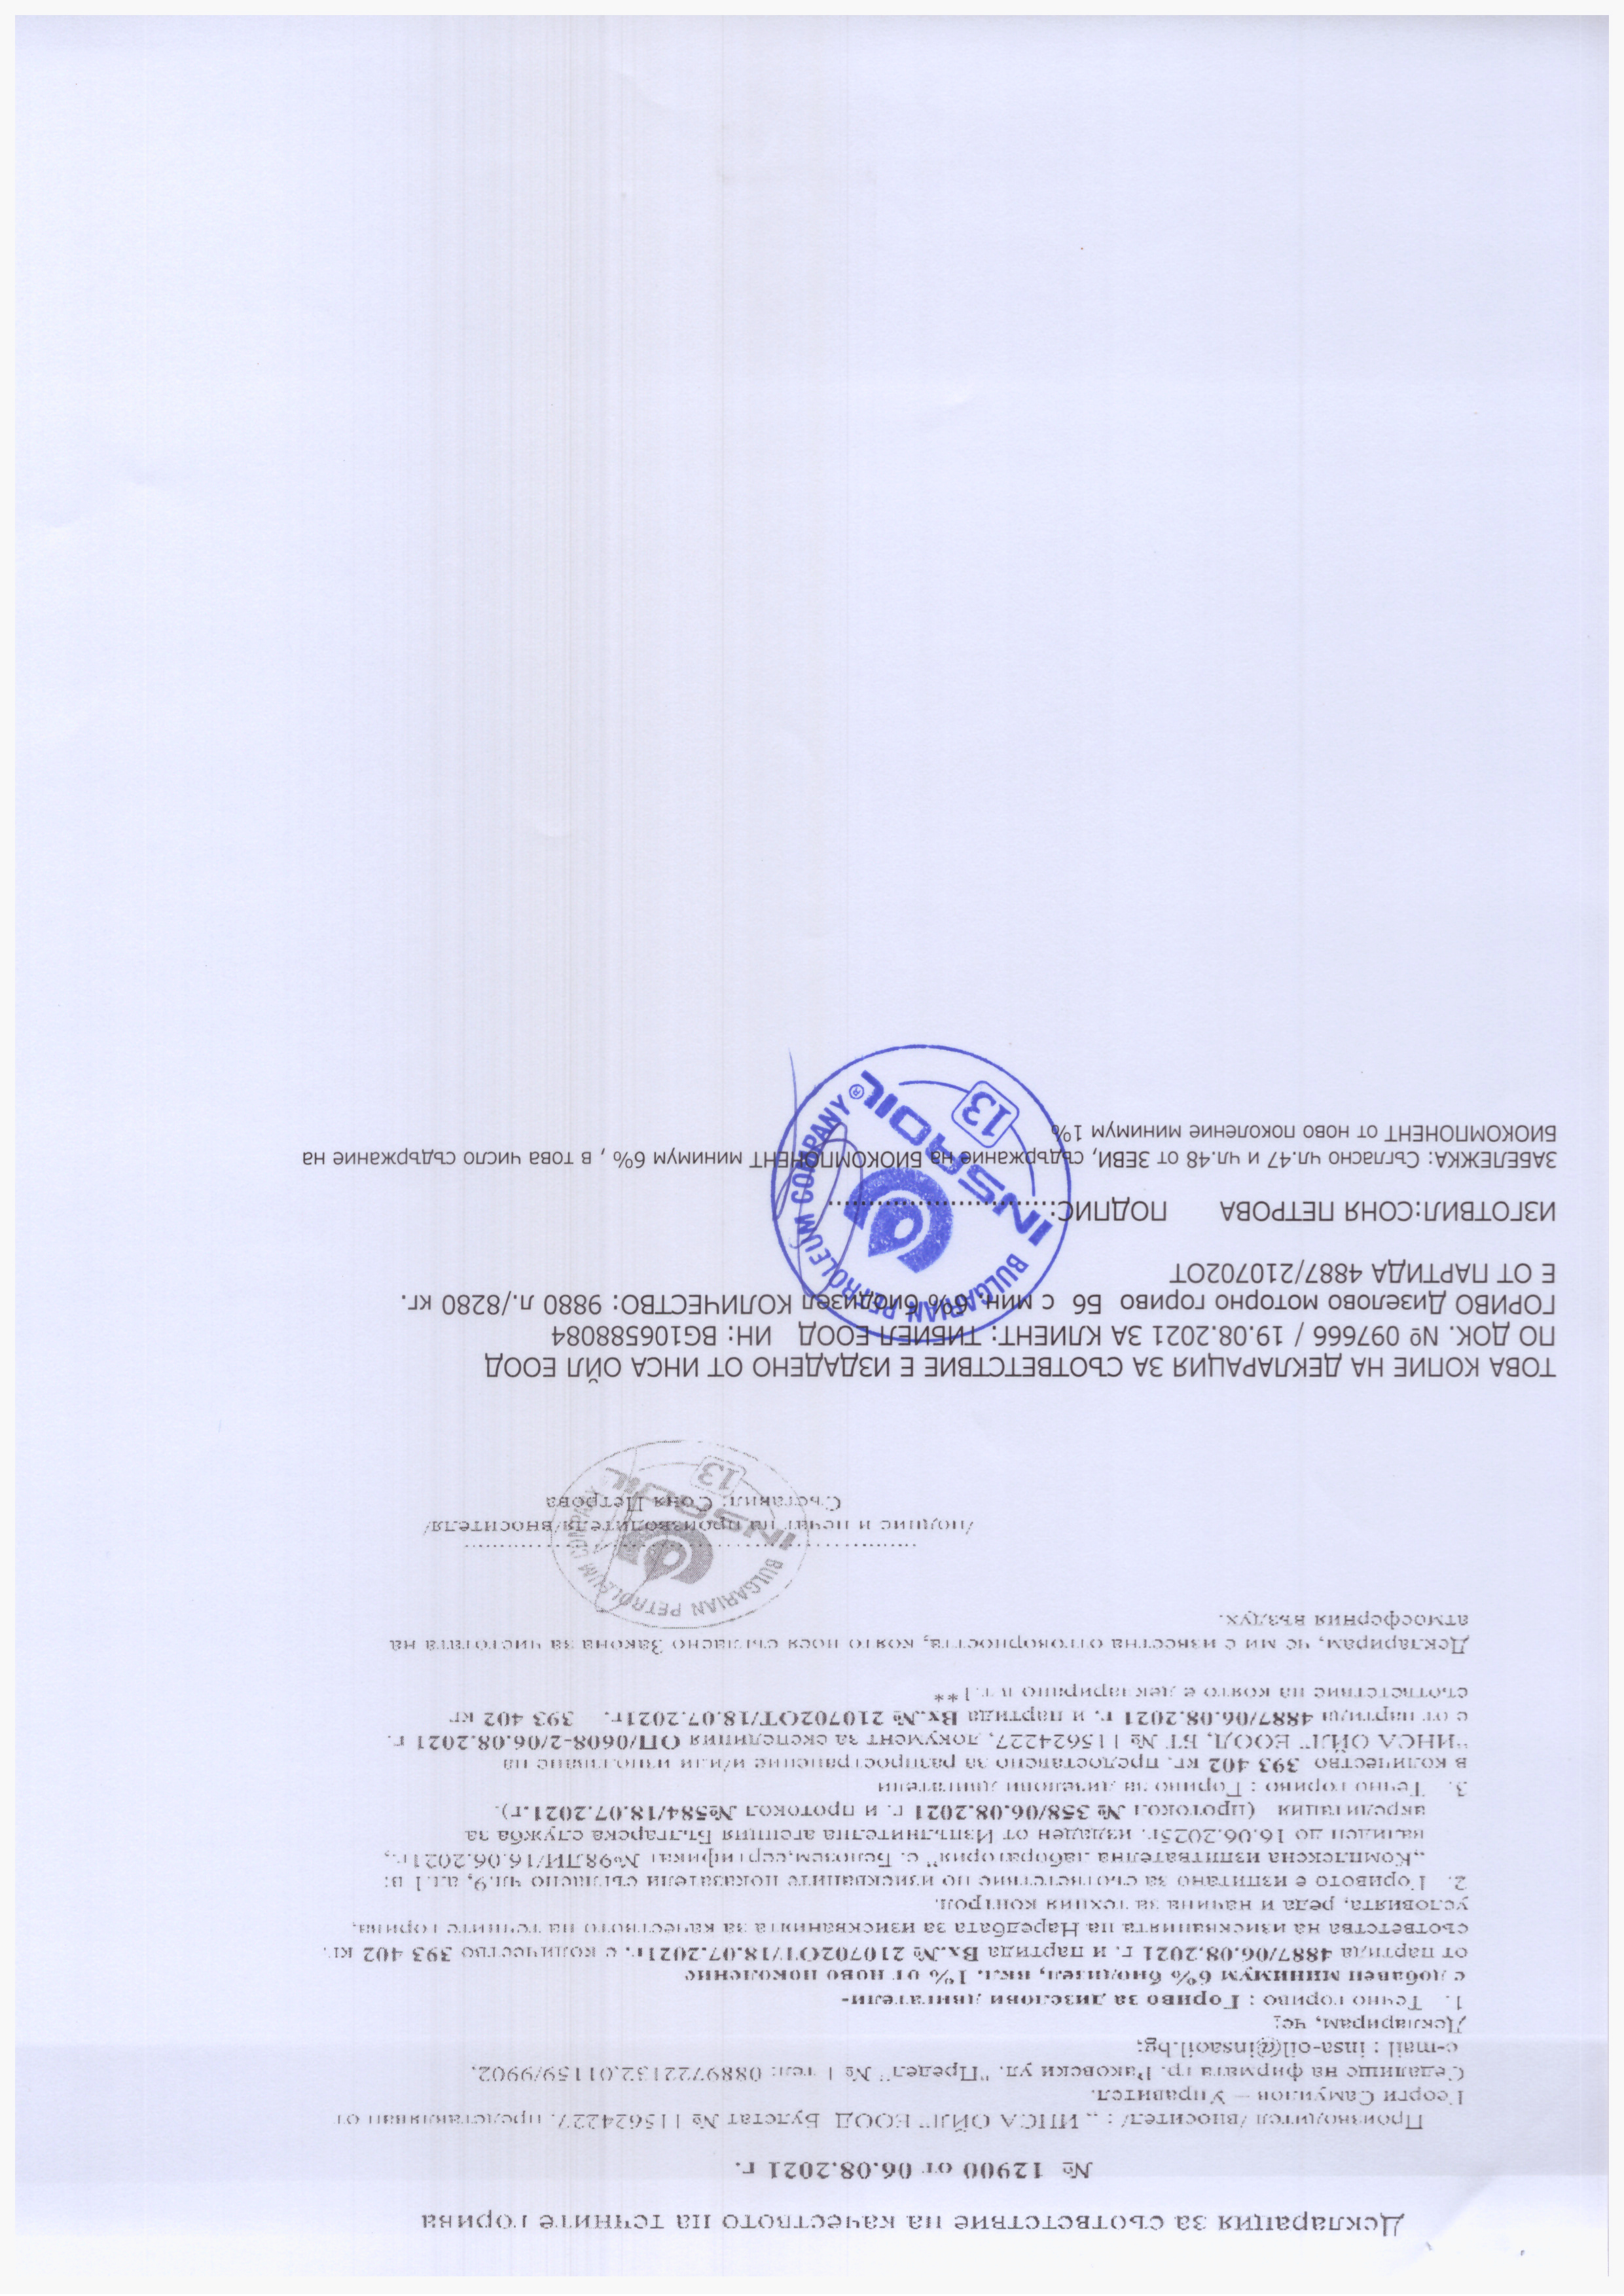 Декларация за съответствие на качеството на течните горива
№ 12900 от 06.08.2021 г.
Производител /вносител/ : „ ИНСА ОЙЛ" ЕООД Булстат № 115624227, представляван от
Георги Самуилов – Управител.
Седалище на фирмата гр. Раковски ул. "Предел" № 1 тел: 0889722132,01159/9902.
e-mail : insa-oil@insaoil.bg;
Декларирам, че;
1. Течно гориво : Гориво за дизелови двигатели-
с добавен минимум 6% биодизел, вкл. 1% от ново поколение
от партида 4887/06.08.2021 г. и партида Вх.№ 210702ОТ/18.07.2021г. с количество 393 402 кг.
съответства на изискванията на Наредбата за изискванията за качеството на течните горива,
условията, реда и начина за техния контрол.
2. Горивото е изпитано за съответствие по изискваните показатели съгласно чл.9, ал.1 в:
„Комплексна изпитвателна лаборатория" с. Белозем,сертификат №98ЛИ/16.06.2021г.,
валиден до 16.06.2025г. издаден от Изпълнителна агенция Българска служба за
акредитация (протокол № 358/06.08.2021 г. и протокол №584/18.07.2021.г).
3. Течно гориво : Гориво за дизелови двигатели
в количество 393 402 кг. предоставено за разпространение и/или използване на
"ИНСА ОЙЛ" ЕООД, БТ № 115624227, документ за експедиция ОП/0608-2/06.08.2021 г.
с от партида 4887/06.08.2021 г. и партида Вх.№ 210702ОТ/18.07.2021г. 393 402 кг
съответствие на която е декларирано в т.1**
Декларирам, че ми е известна отговорността, която нося съгласно Закона за чистотата на
атмосферния въздух.
/подпис и печат на производителя/вносителя/
Съставил: Соня Петрова
BULGARIAN PETROLEUM COMPANY
INSAOIL
13
ТОВА КОПИЕ НА ДЕКЛАРАЦИЯ ЗА СЪОТВЕТСТВИЕ Е ИЗДАДЕНО ОТ ИНСА ОЙЛ ЕООД
ПО ДОК. № 097666 / 19.08.2021 ЗА КЛИЕНТ: ТИБИЕЛ ЕООД ИН: BG106588084
ГОРИВО Дизелово моторно гориво Б6 с мин. 6% биодизел КОЛИЧЕСТВО: 9880 л./8280 кг.
Е ОТ ПАРТИДА 4887/210702ОТ
ИЗГОТВИЛ:СОНЯ ПЕТРОВА ПОДПИС:..............................
ЗАБЕЛЕЖКА: Съгласно чл.47 и чл.48 от ЗЕВИ, съдържание на БИОКОМПОНЕНТ минимум 6% , в това число съдържание на
БИОКОМПОНЕНТ от ново поколение минимум 1%
BULGARIAN PETROLEUM COMPANY
INSAOIL®
13